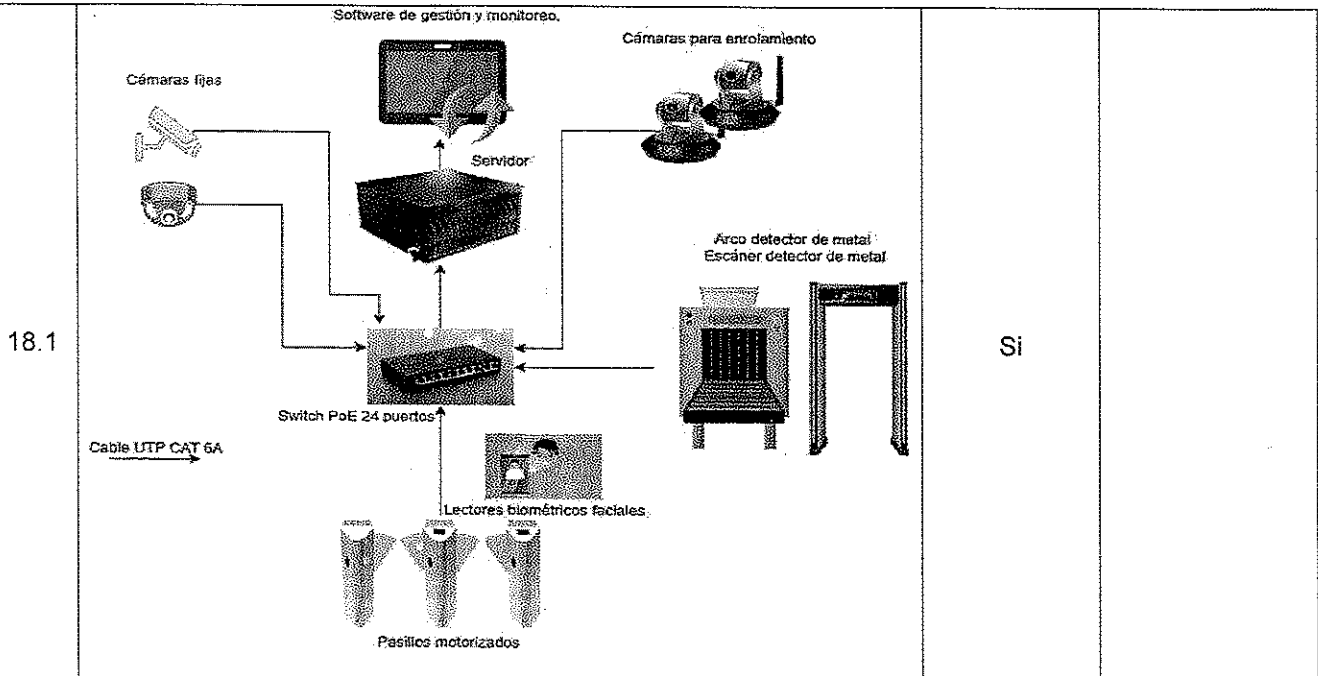 Software de gestión y monitoreo.
Cámaras para enrolamiento
Cámaras fijas
Servidor
Arco detector de metal
Escáner detector de metal
18.1
Si
Switch PoE 24 puertos
Cable UTP CAT 6A
Lectores biométricos faciales
Pasillos motorizados